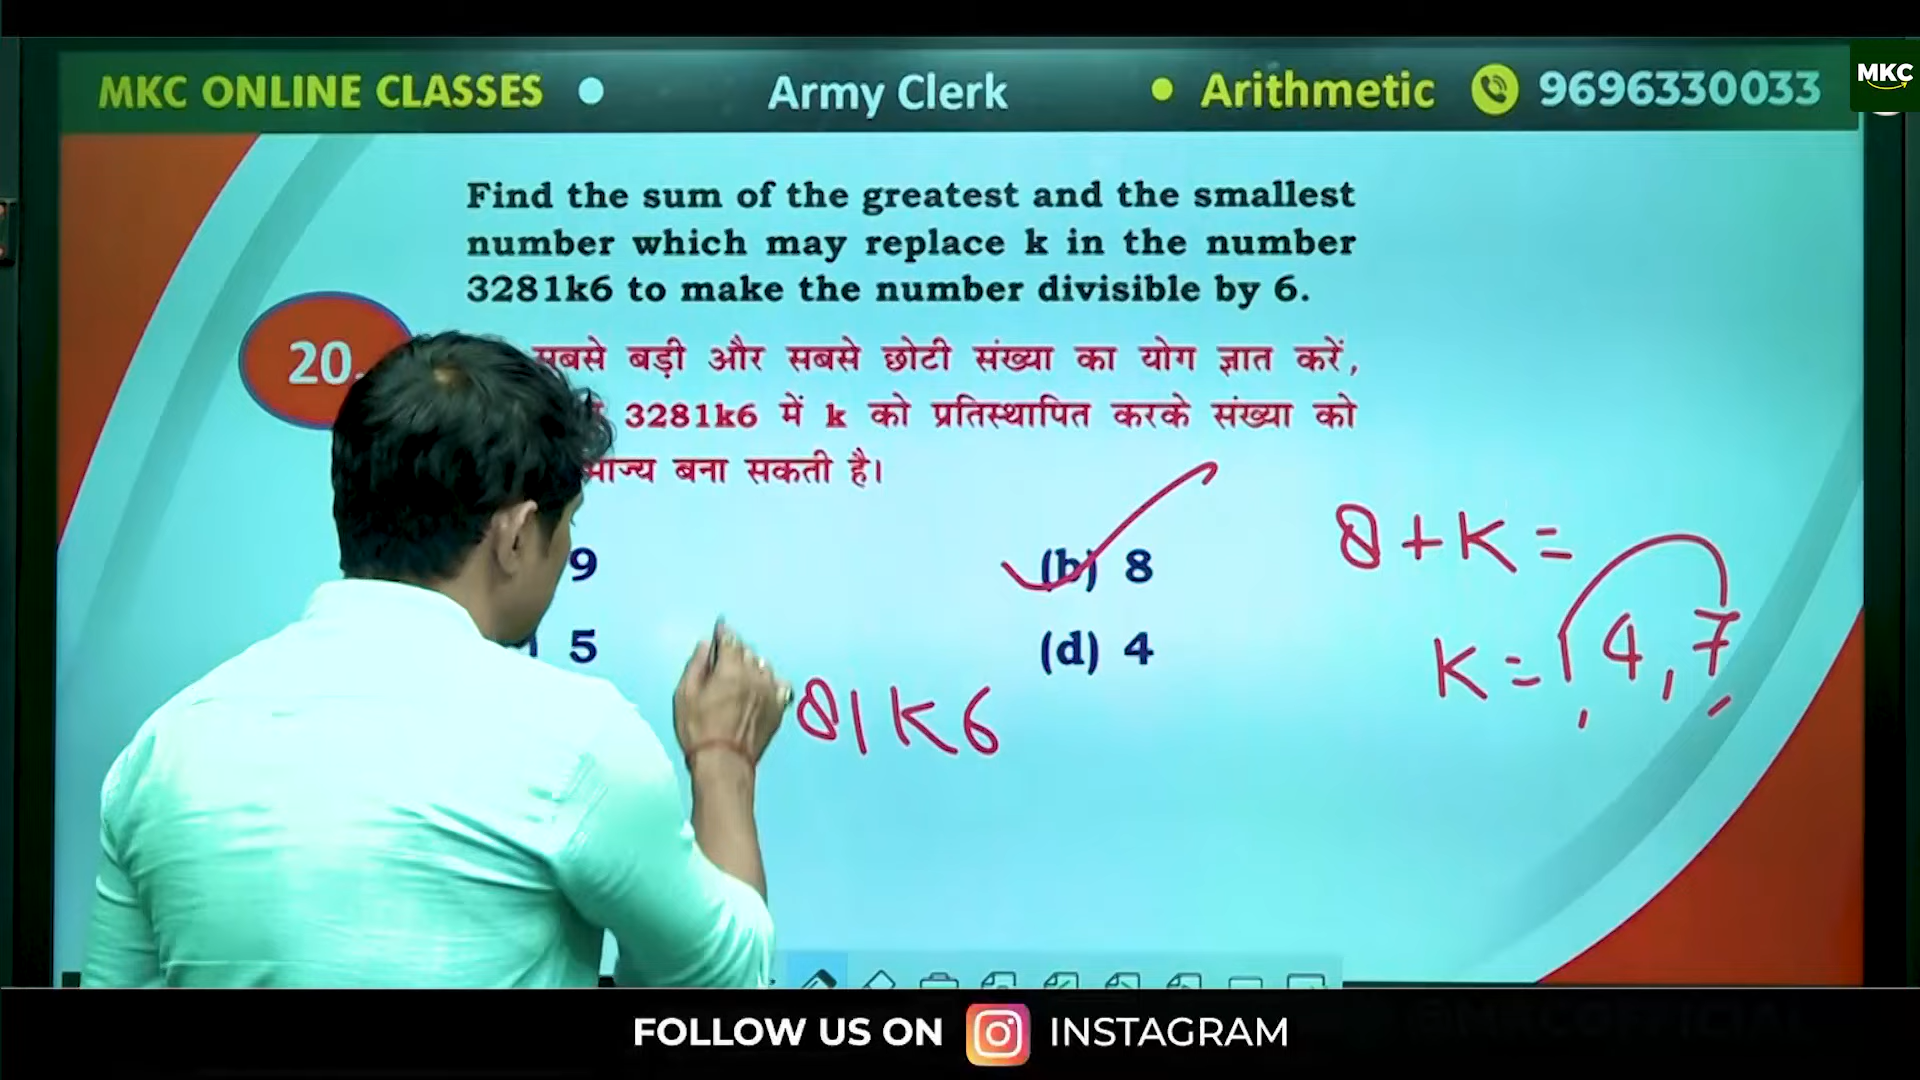 MKC ONLINE CLASSES • Army Clerk • Arithmetic 9696330033
MKC
Find the sum of the greatest and the smallest
number which may replace k in the number
3281k6 to make the number divisible by 6.
20.
सबसे बड़ी और सबसे छोटी संख्या का योग ज्ञात करें,
3281k6 में k को प्रतिस्थापित करके संख्या को
बना सकती है।
8+K=
9
(b) 8
K=1,4,7
5
(d) 4
81K6
FOLLOW US ON INSTAGRAM